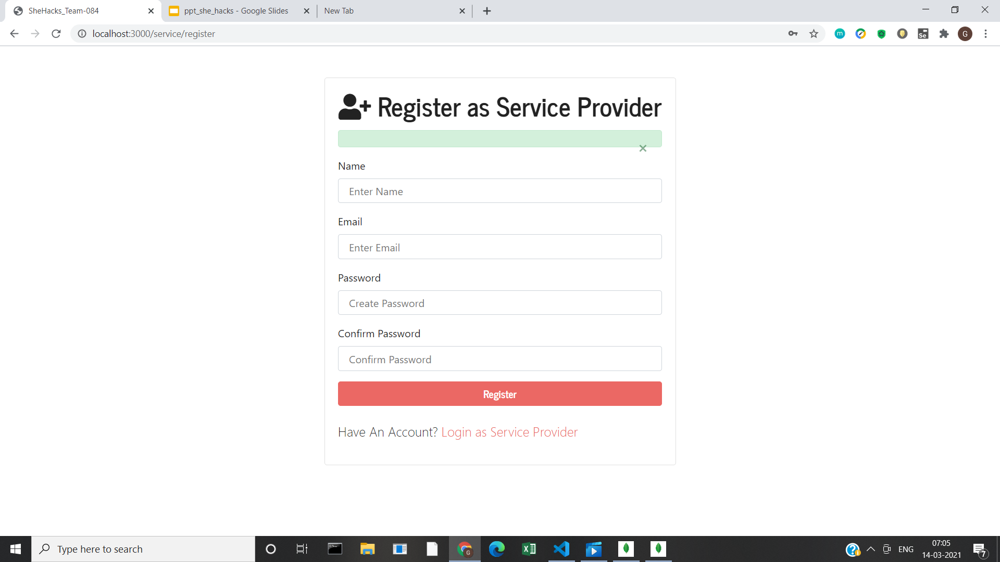 SheHacks_Team-084
ppt_she_hacks - Google Slides
New Tab
localhost:3000/service/register
m
Se
G
Register as Service Provider
Name
Enter Name
Email
Enter Email
Password
Create Password
Confirm Password
Confirm Password
Register
Have An Account? Login as Service Provider
Type here to search
G
ENG
07:05
14-03-2021
7